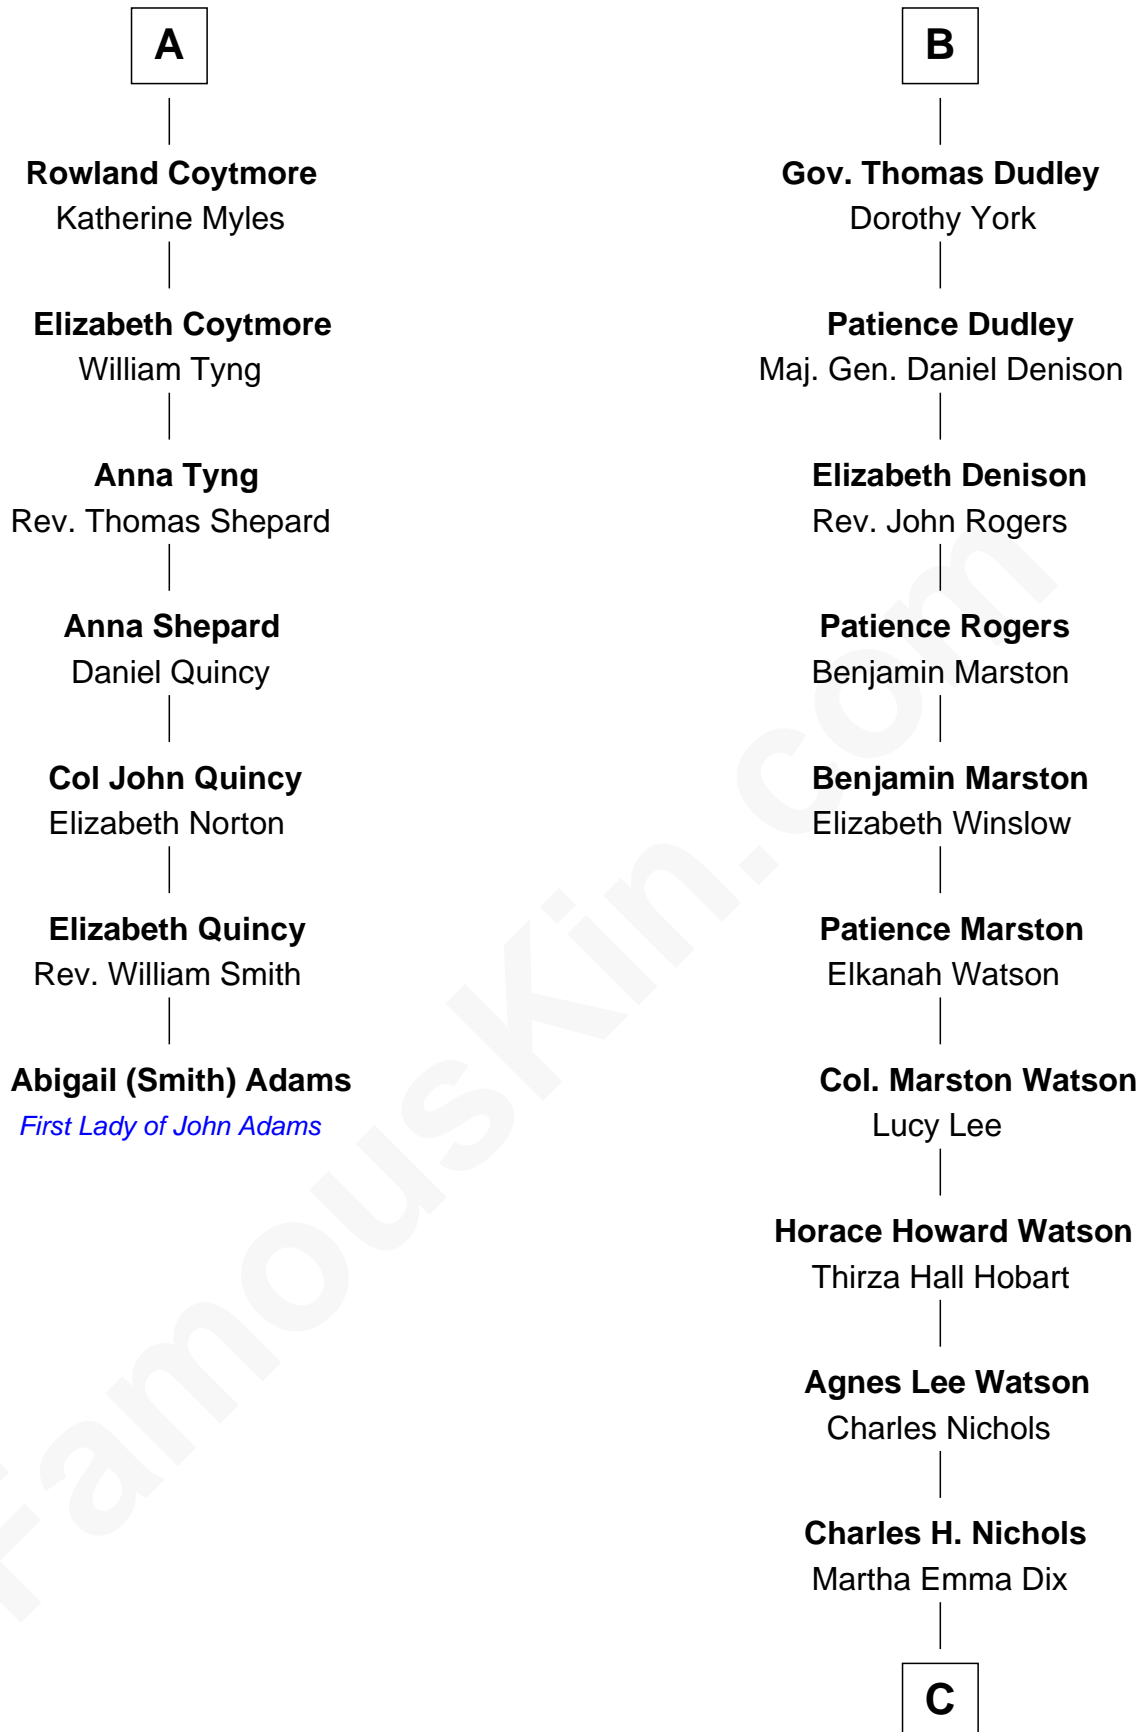 A
Rowland Coytmore
Katherine Myles
Elizabeth Coytmore
William Tyng
Anna Tyng
Rev. Thomas Shepard
Anna Shepard
Daniel Quincy
Col John Quincy
Elizabeth Norton
Elizabeth Quincy
Rev. William Smith
Abigail (Smith) Adams
First Lady of John Adams
B
Gov. Thomas Dudley
Dorothy York
Patience Dudley
Maj. Gen. Daniel Denison
Elizabeth Denison
Rev. John Rogers
Patience Rogers
Benjamin Marston
Benjamin Marston
Elizabeth Winslow
Patience Marston
Elkanah Watson
Col. Marston Watson
Lucy Lee
Horace Howard Watson
Thirza Hall Hobart
Agnes Lee Watson
Charles Nichols
Charles H. Nichols
Martha Emma Dix
C
FamousKin.com